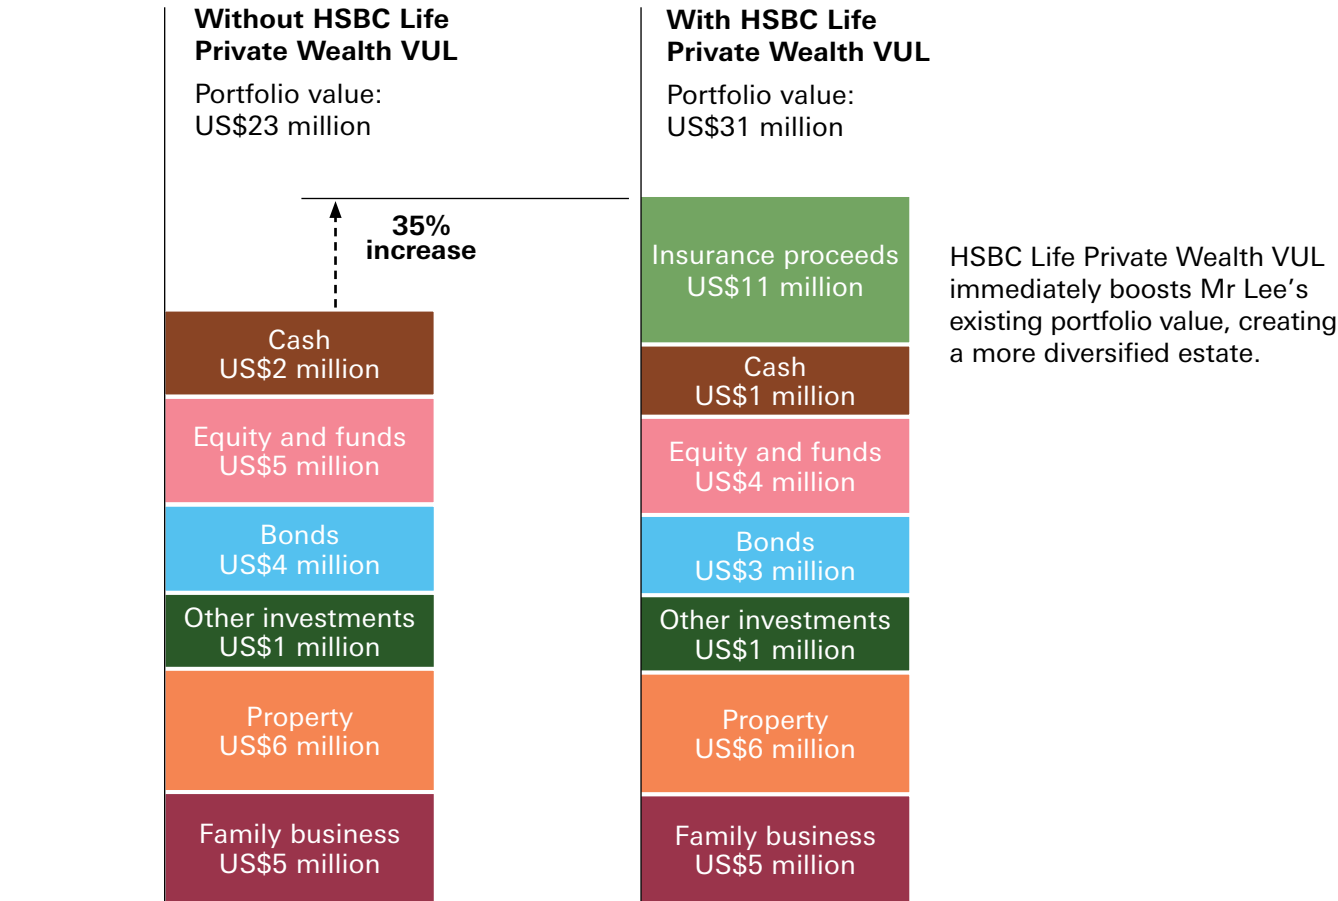 Without HSBC Life
Private Wealth VUL
Portfolio value:
US$23 million
35%
increase
Cash
US$2 million
Equity and funds
US$5 million
Bonds
US$4 million
Other investments
US$1 million
Property
US$6 million
Family business
US$5 million
With HSBC Life
Private Wealth VUL
Portfolio value:
US$31 million
Insurance proceeds
US$11 million
Cash
US$1 million
Equity and funds
US$4 million
Bonds
US$3 million
Other investments
US$1 million
Property
US$6 million
Family business
US$5 million
HSBC Life Private Wealth VUL
immediately boosts Mr Lee’s
existing portfolio value, creating
a more diversified estate.